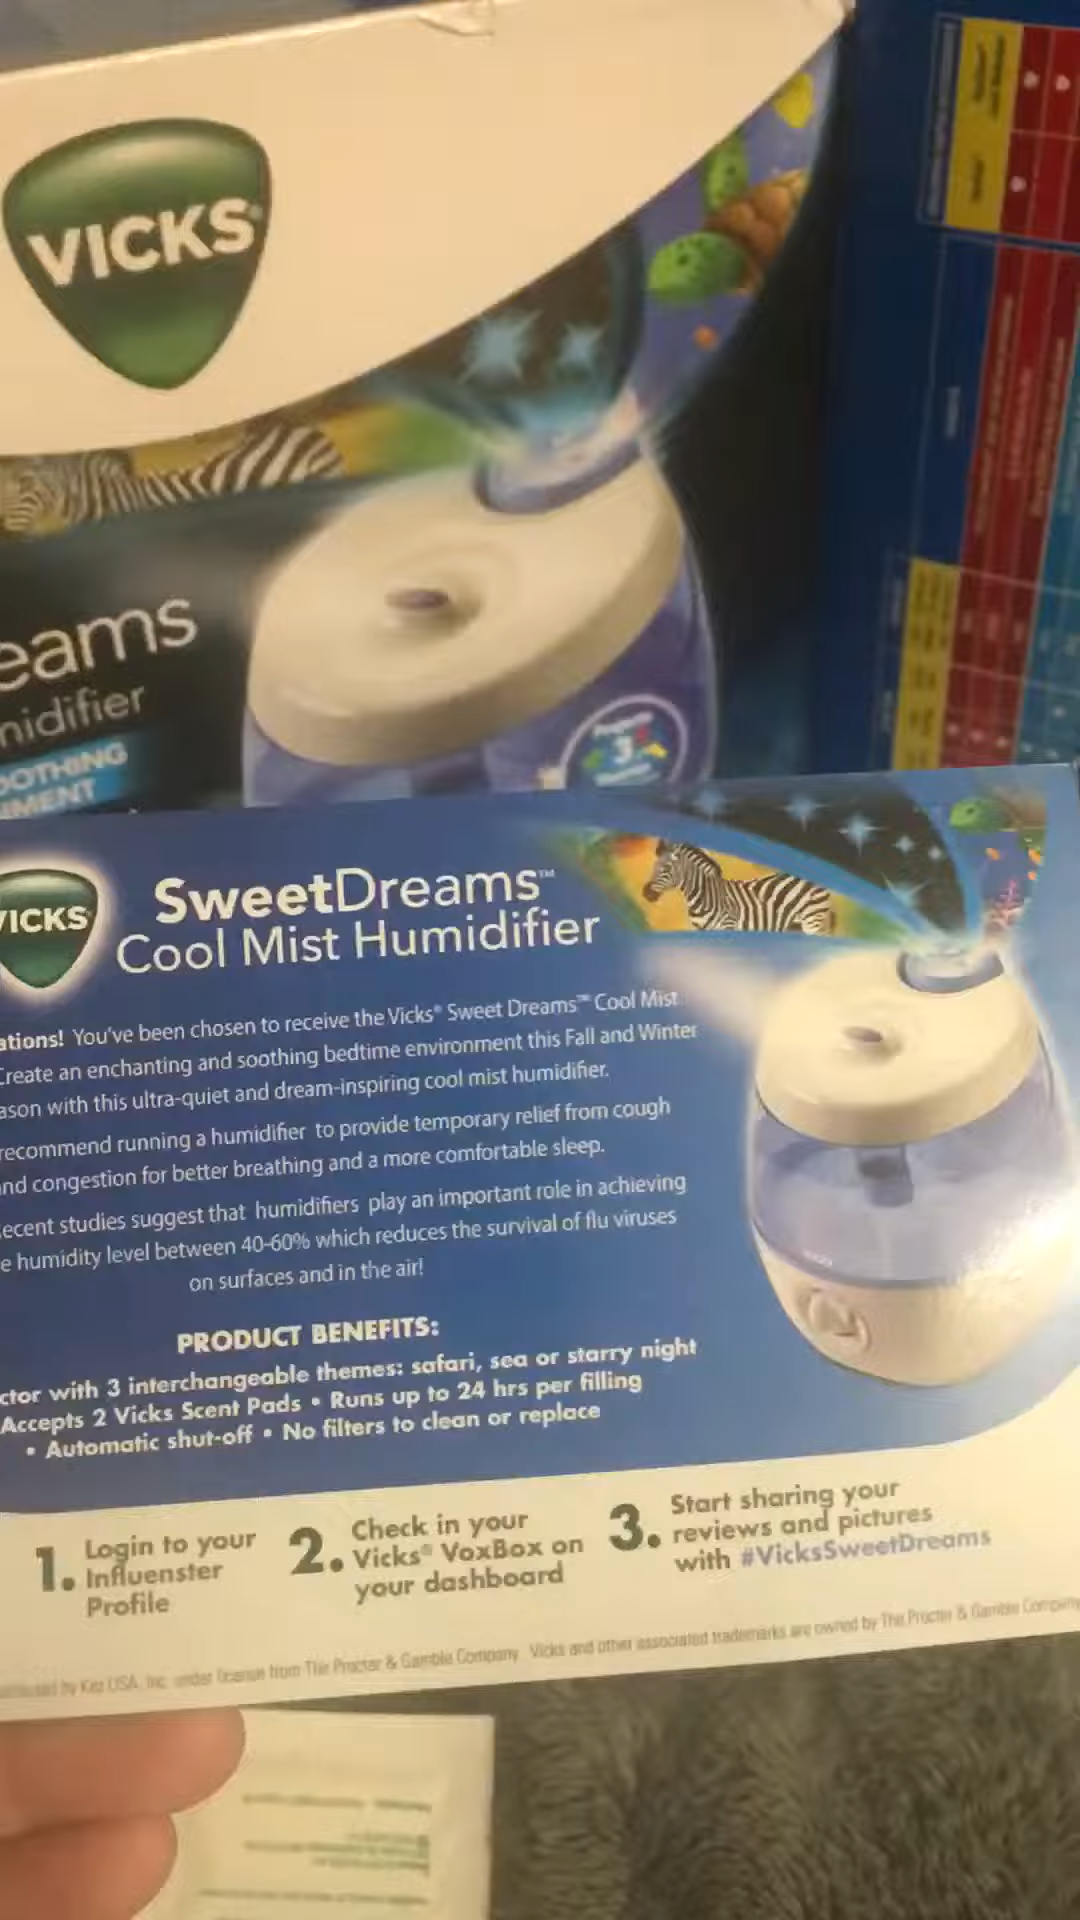 VICKS®
eams
midifier
OOTHING
NMENT
Projects
3
VICKS
SweetDreams™
Cool Mist Humidifier
ations! You've been chosen to receive the Vicks® Sweet Dreams™ Cool Mist
Create an enchanting and soothing bedtime environment this Fall and Winter
ason with this ultra-quiet and dream-inspiring cool mist humidifier.
recommend running a humidifier to provide temporary relief from cough
and congestion for better breathing and a more comfortable sleep.
ecent studies suggest that humidifiers play an important role in achieving
e humidity level between 40-60% which reduces the survival of flu viruses
on surfaces and in the air!
PRODUCT BENEFITS:
ctor with 3 interchangeable themes: safari, sea or starry night
Accepts 2 Vicks Scent Pads • Runs up to 24 hrs per filling
• Automatic shut-off • No filters to clean or replace
1. Login to your
Influenster
Profile
2. Check in your
Vicks® VoxBox on
your dashboard
3. Start sharing your
reviews and pictures
with #VicksSweetDreams
by Kaz USA, Inc. under license from The Procter & Gamble Company. Vicks and other associated trademarks are owned by The Procter & Gamble Company